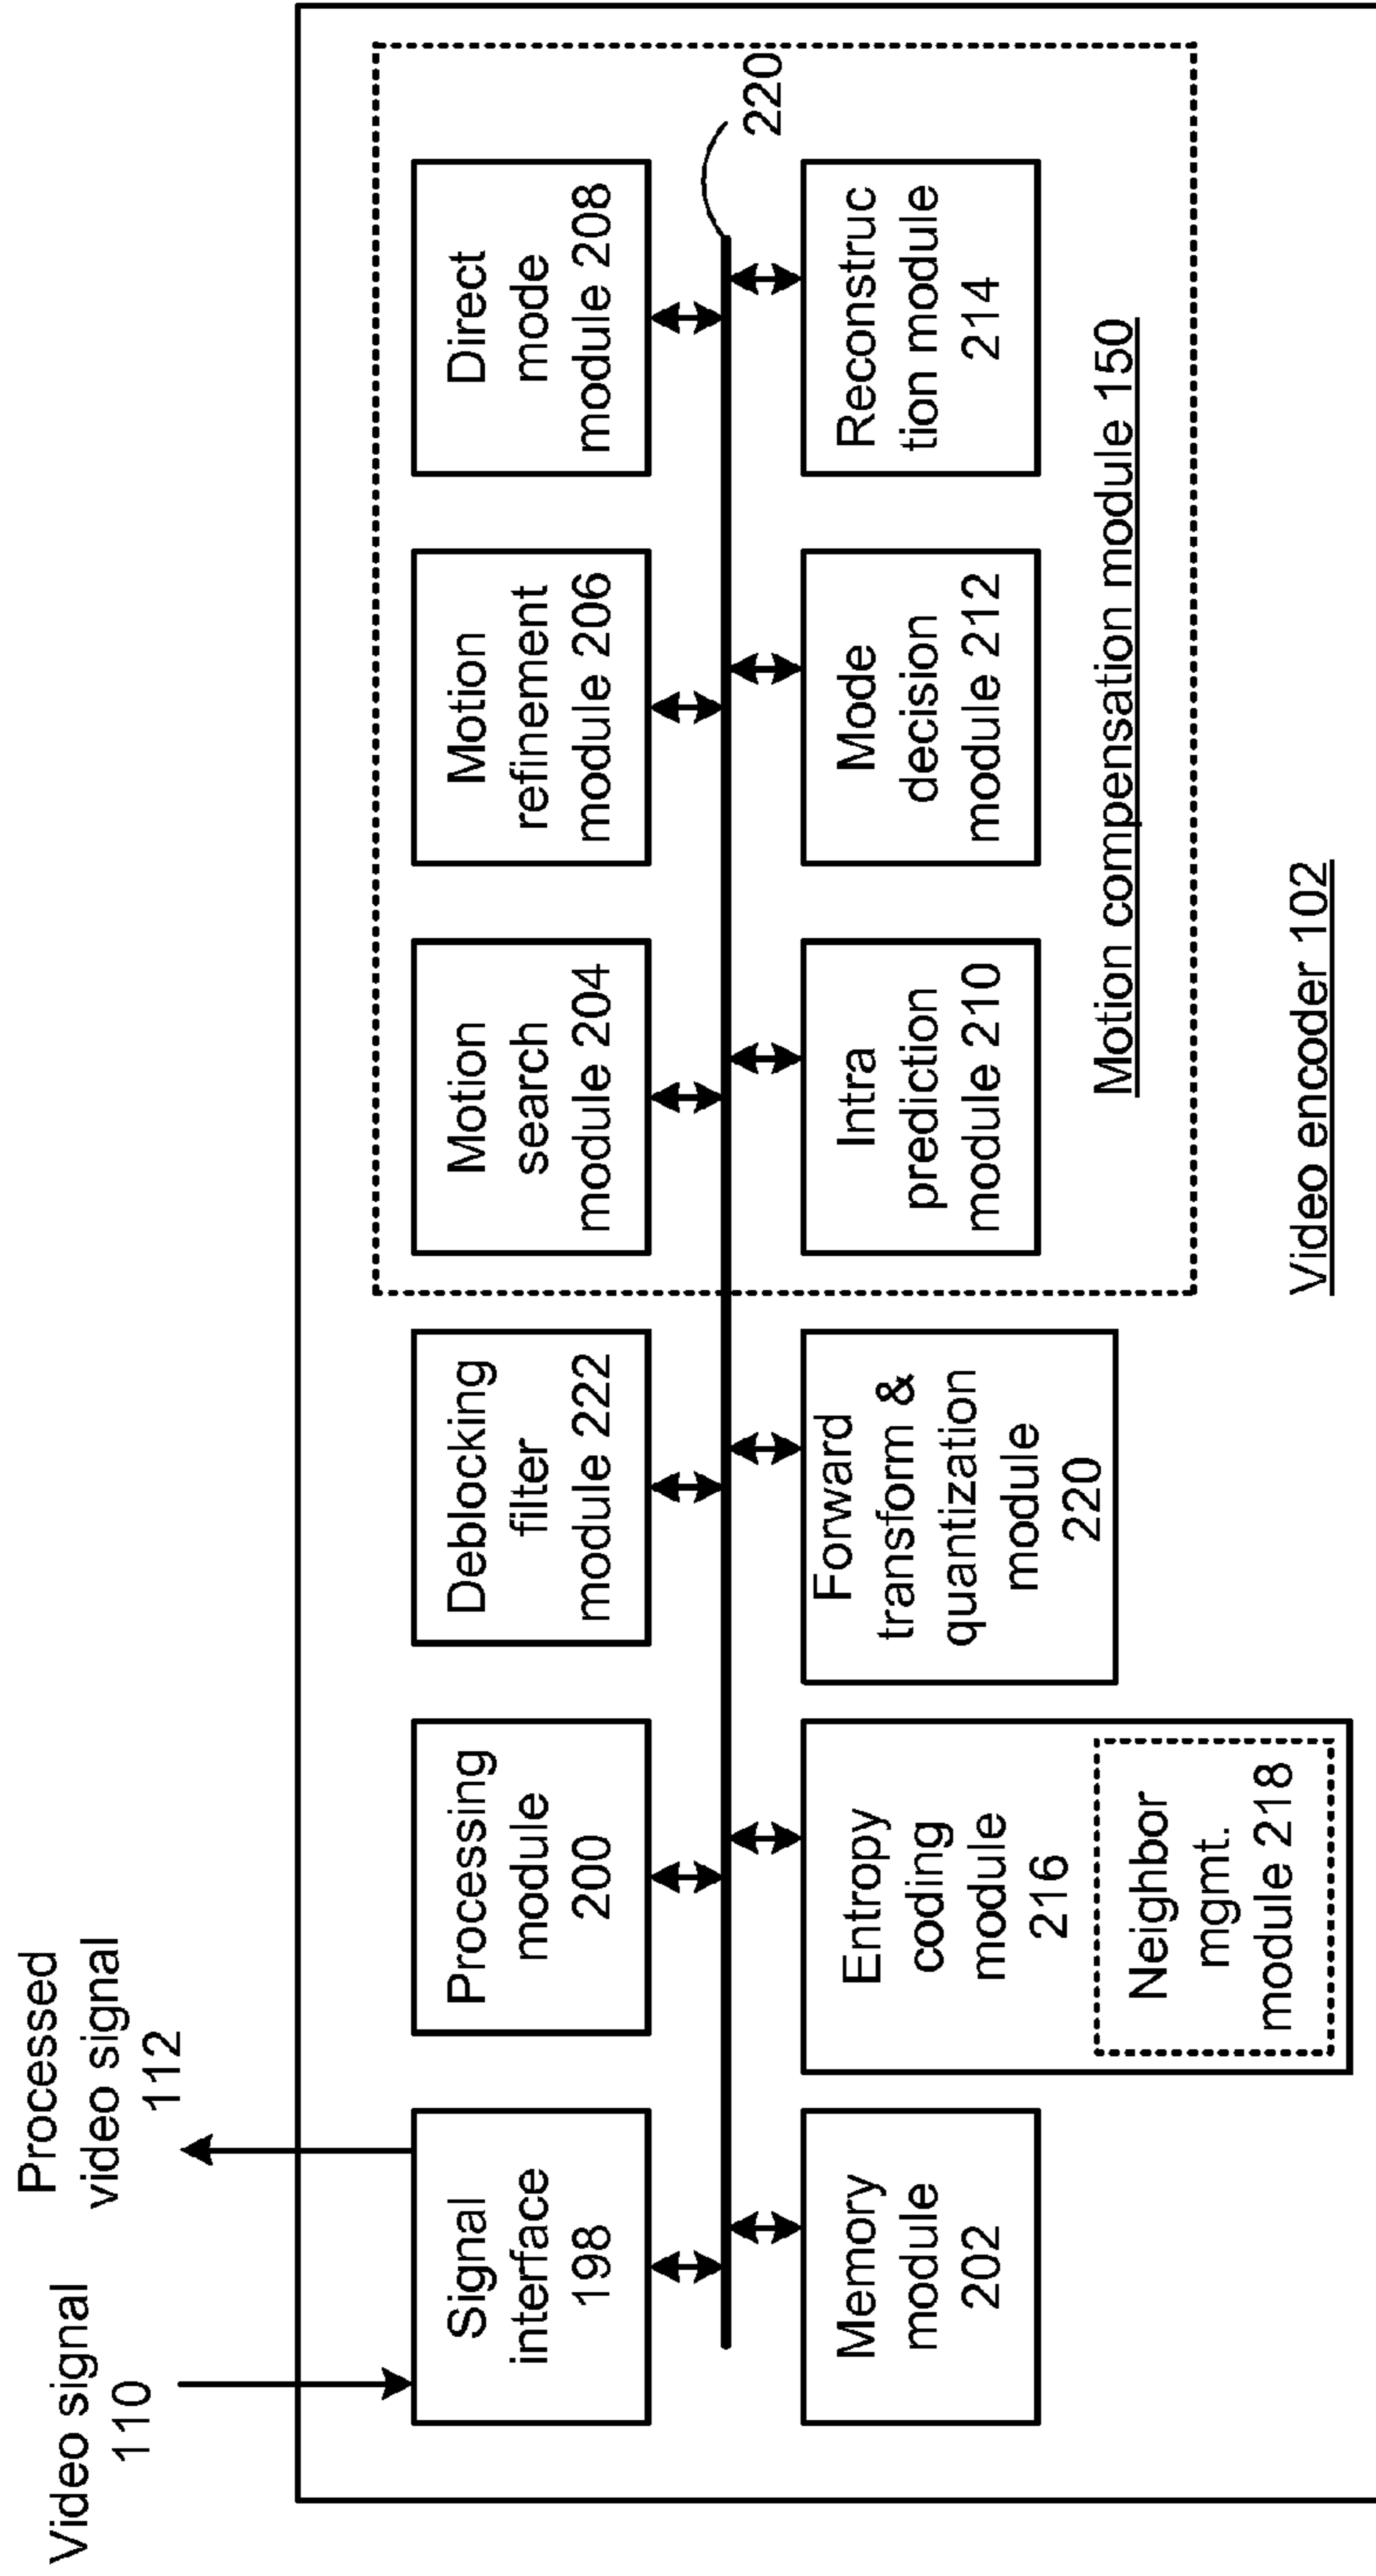 Video signal
110
Processed
video signal
112
Signal
interface
198
Processing
module
200
Deblocking
filter
module 222
Motion
search
module 204
Motion
refinement
module 206
Direct
mode
module 208
220
Memory
module
202
Entropy
coding
module
216
Neighbor
mgmt.
module 218
Forward
transform &
quantization
module
220
Intra
prediction
module 210
Mode
decision
module 212
Reconstruc
tion module
214
Motion compensation module 150
Video encoder 102